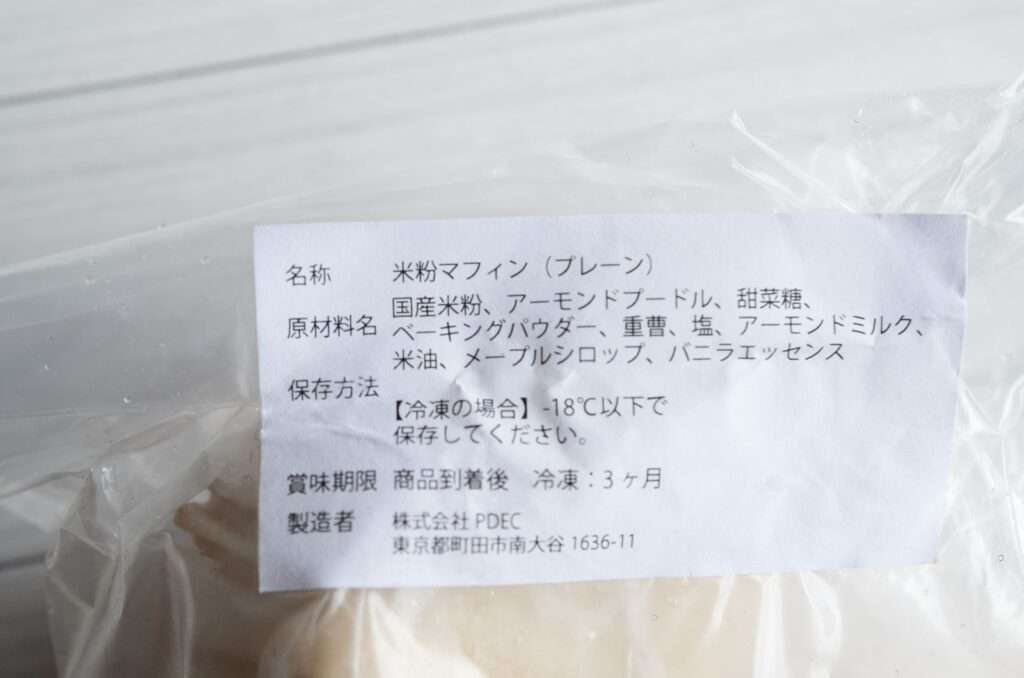 名称 米粉マフィン（プレーン）
原材料名 国産米粉、アーモンドプードル、甜菜糖、
ベーキングパウダー、重曹、塩、アーモンドミルク、
米油、メープルシロップ、バニラエッセンス
保存方法
【冷凍の場合】-18℃以下で
保存してください。
賞味期限 商品到着後　冷凍：3ヶ月
製造者 株式会社 PDEC
東京都町田市南大谷 1636-11